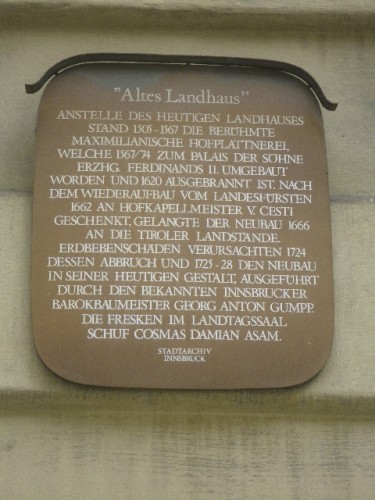 "Altes Landhaus"
ANSTELLE DES HEUTIGEN LANDHAUSES
STAND 1505-1567 DIE BERÜHMTE
MAXIMILIANISCHE HOFPLATTNEREI,
WELCHE 1567/74 ZUM PALAIS DER SÖHNE
ERZHG. FERDINANDS II. UMGEBAUT
WORDEN UND 1620 AUSGEBRANNT IST. NACH
DEM WIEDERAUFBAU VOM LANDESFÜRSTEN
1662 AN HOFKAPELLMEISTER V. CESTI
GESCHENKT, GELANGTE DER NEUBAU 1666
AN DIE TIROLER LANDSTÄNDE.
ERDBEBENSCHÄDEN VERURSACHTEN 1724
DESSEN ABBRUCH UND 1725-28 DEN NEUBAU
IN SEINER HEUTIGEN GESTALT, AUSGEFÜHRT
DURCH DEN BEKANNTEN INNSBRUCKER
BAROKBAUMEISTER GEORG ANTON GUMPP.
DIE FRESKEN IM LANDTAGSSAAL
SCHUF COSMAS DAMIAN ASAM.
STADTARCHIV
INNSBRUCK